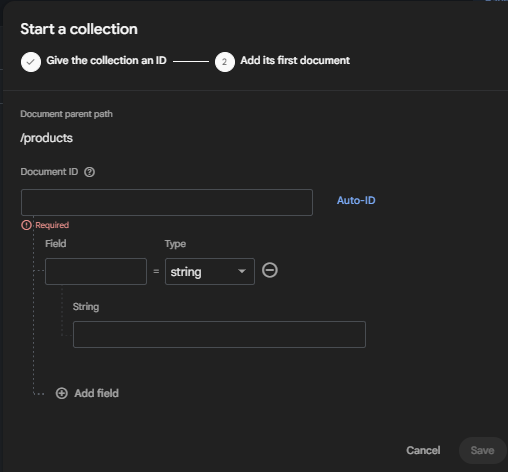 Start a collection
Give the collection an ID
2 Add its first document
Document parent path
/products
Document ID
Auto-ID
Required
Field Type
= string
String
Add field
Cancel Save